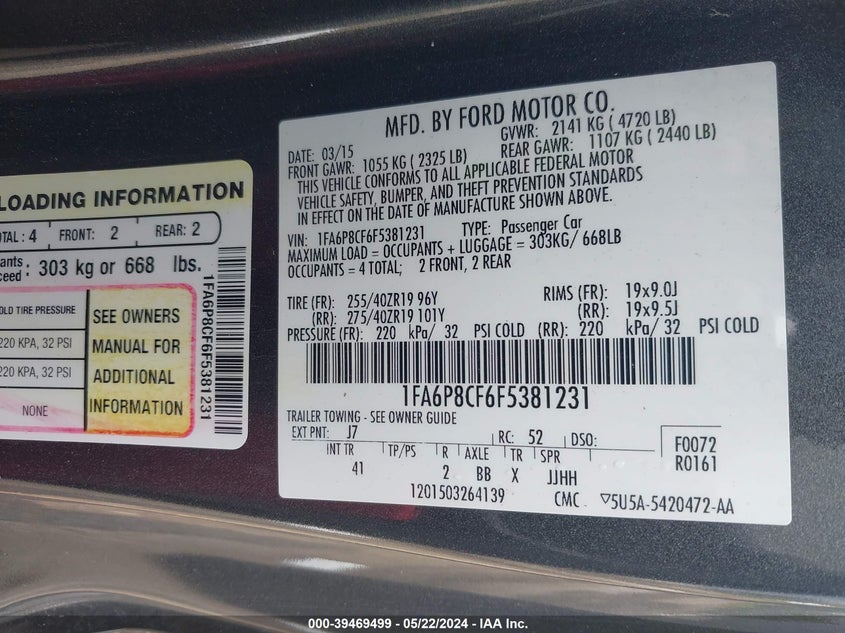 LOADING INFORMATION
TOTAL : 4 FRONT: 2 REAR: 2
303 kg or 668 lbs.
OLD TIRE PRESSURE
220 KPA, 32 PSI
220 KPA, 32 PSI
NONE
SEE OWNERS
MANUAL FOR
ADDITIONAL
INFORMATION
1FA6P8CF6F5381231
MFD. BY FORD MOTOR CO.
DATE: 03/15 GVWR: 2141 KG ( 4720 LB)
FRONT GAWR: 1055 KG ( 2325 LB) REAR GAWR: 1107 KG ( 2440 LB)
THIS VEHICLE CONFORMS TO ALL APPLICABLE FEDERAL MOTOR
VEHICLE SAFETY, BUMPER, AND THEFT PREVENTION STANDARDS
IN EFFECT ON THE DATE OF MANUFACTURE SHOWN ABOVE.
VIN: 1FA6P8CF6F5381231 TYPE: Passenger Car
MAXIMUM LOAD = OCCUPANTS + LUGGAGE = 303KG/ 668LB
OCCUPANTS = 4 TOTAL; 2 FRONT, 2 REAR
TIRE (FR): 255/40ZR19 96Y RIMS (FR): 19x9.0J
(RR): 275/40ZR19 101Y (RR): 19x9.5J
PRESSURE (FR): 220 kPa/ 32 PSI COLD (RR): 220 kPa/ 32 PSI COLD
1FA6P8CF6F5381231
TRAILER TOWING - SEE OWNER GUIDE
EXT PNT: J7 RC: 52 DSO: F0072
INT TR TP/PS R AXLE TR SPR R0161
41 2 BB X JJHH
1201503264139 CMC ▽5U5A-5420472-AA
000-39469499 - 05/22/2024 - IAA Inc.